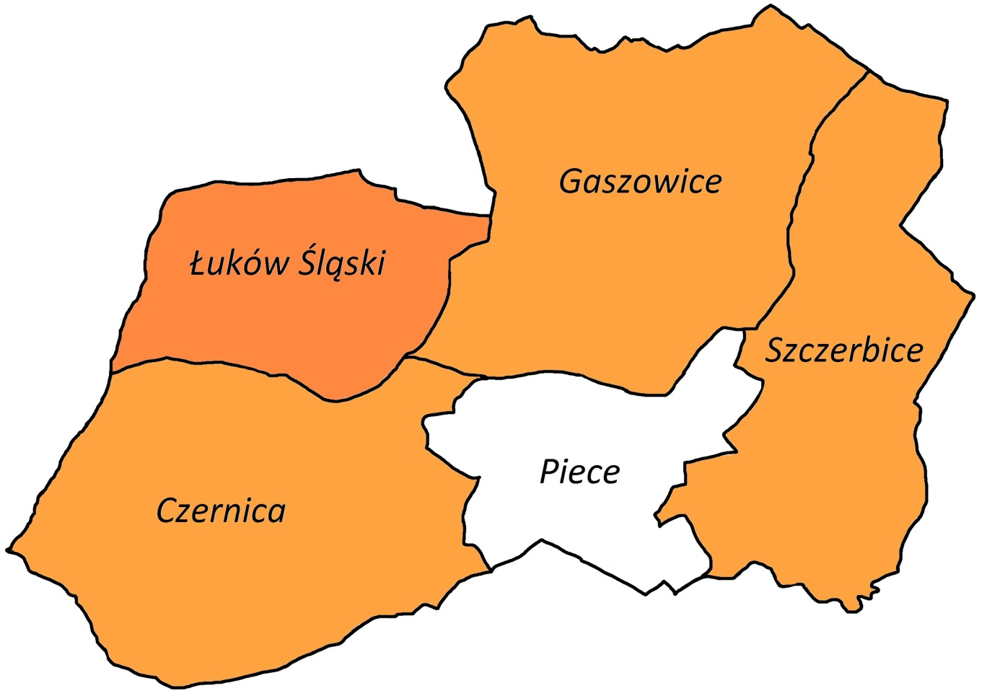 Gaszowice
Łuków Śląski
Szczerbice
Piece
Czernica